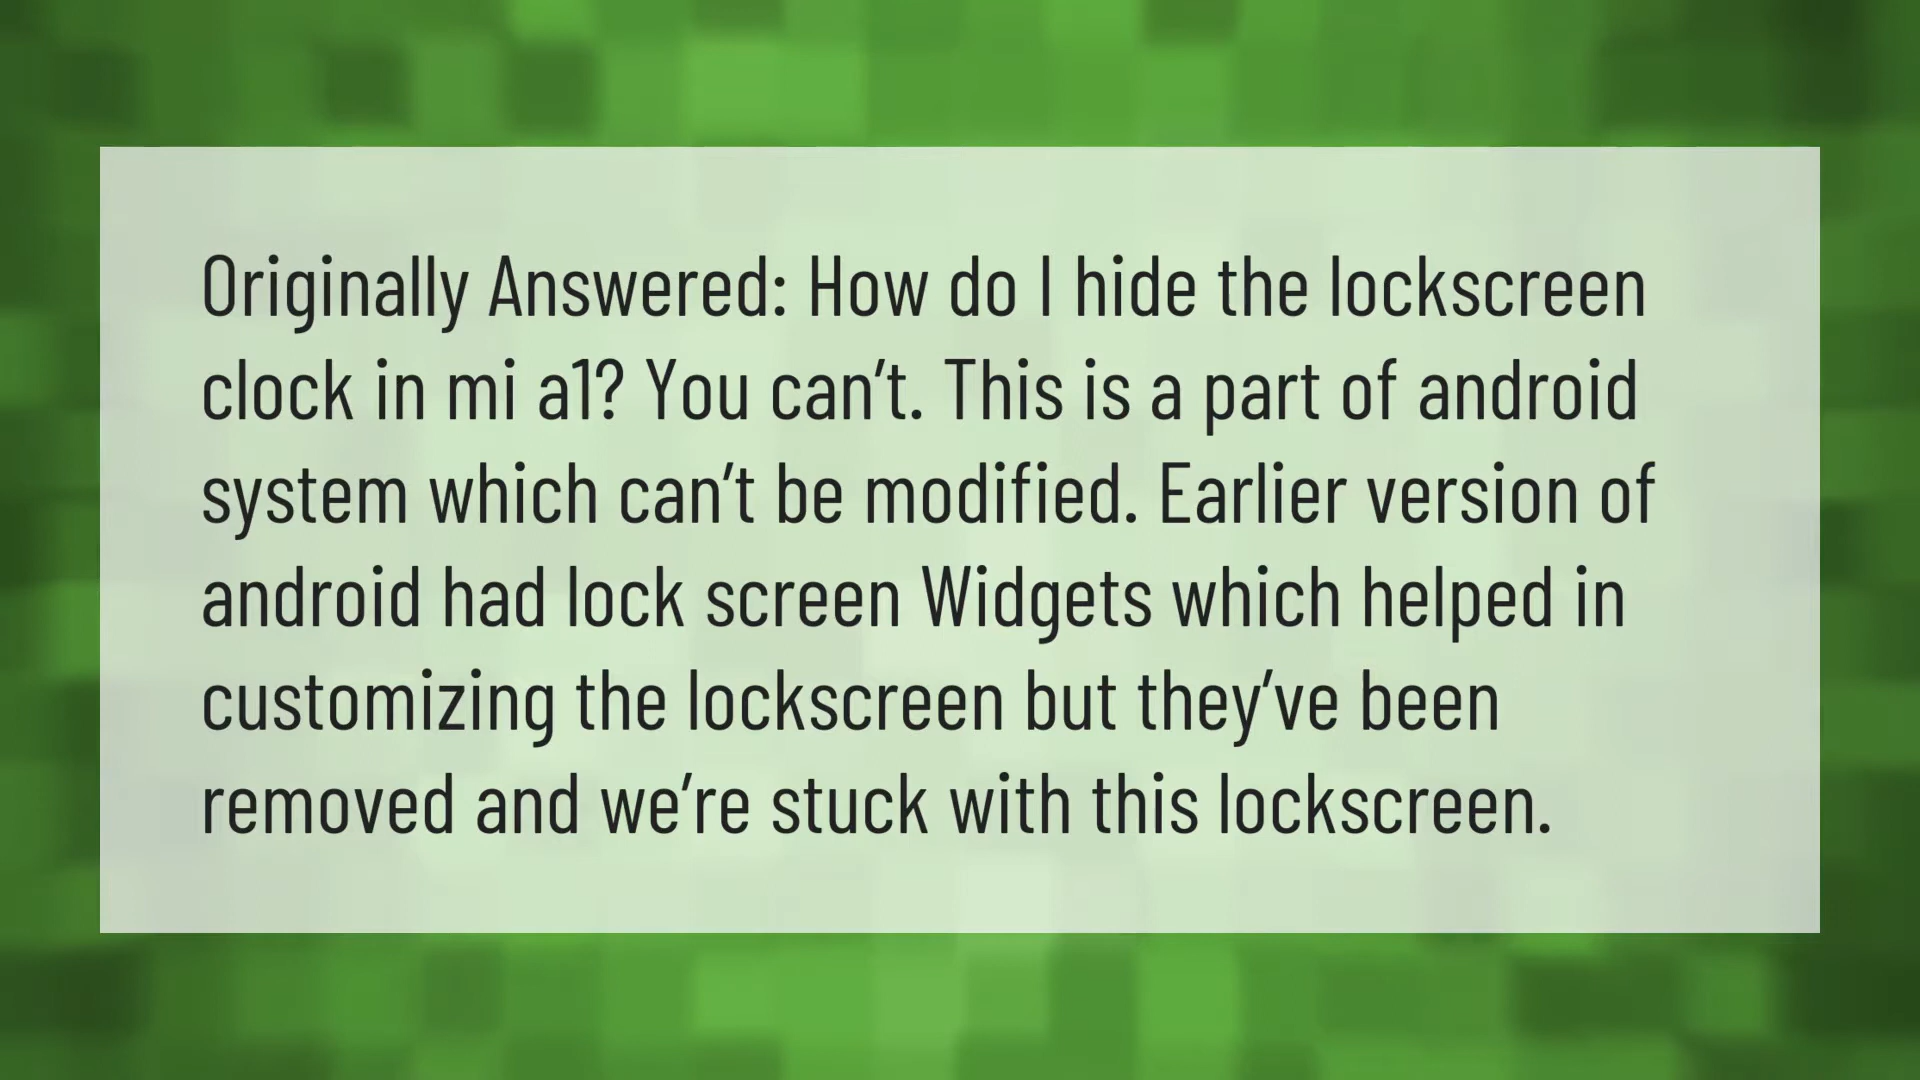 Originally Answered: How do I hide the lockscreen
clock in mi a1? You can’t. This is a part of android
system which can’t be modified. Earlier version of
android had lock screen Widgets which helped in
customizing the lockscreen but they’ve been
removed and we’re stuck with this lockscreen.